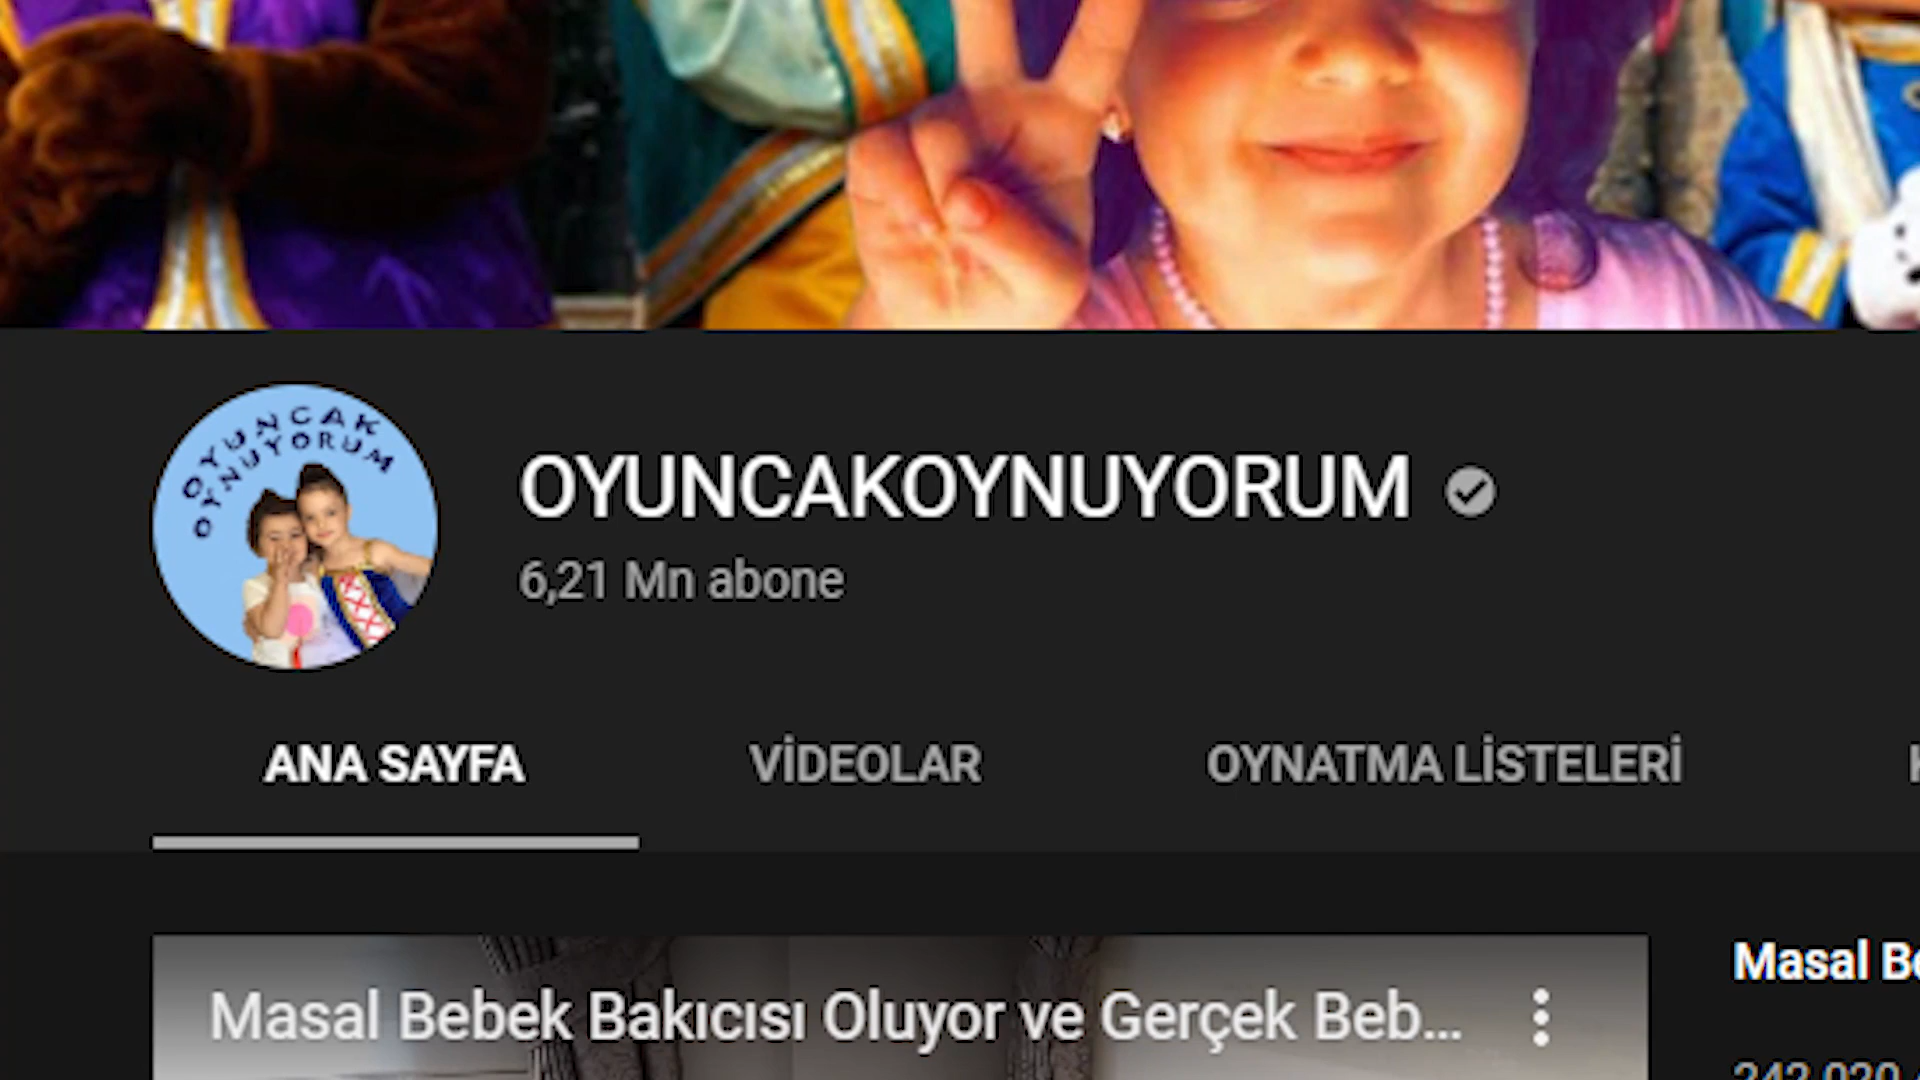 OYUNCAK
OYNUYORUM
OYUNCAKOYNUYORUM
6,21 Mn abone
ANA SAYFA
VİDEOLAR
OYNATMA LİSTELERİ
Masal Bebek Bakıcısı Oluyor ve Gerçek Beb...
Masal